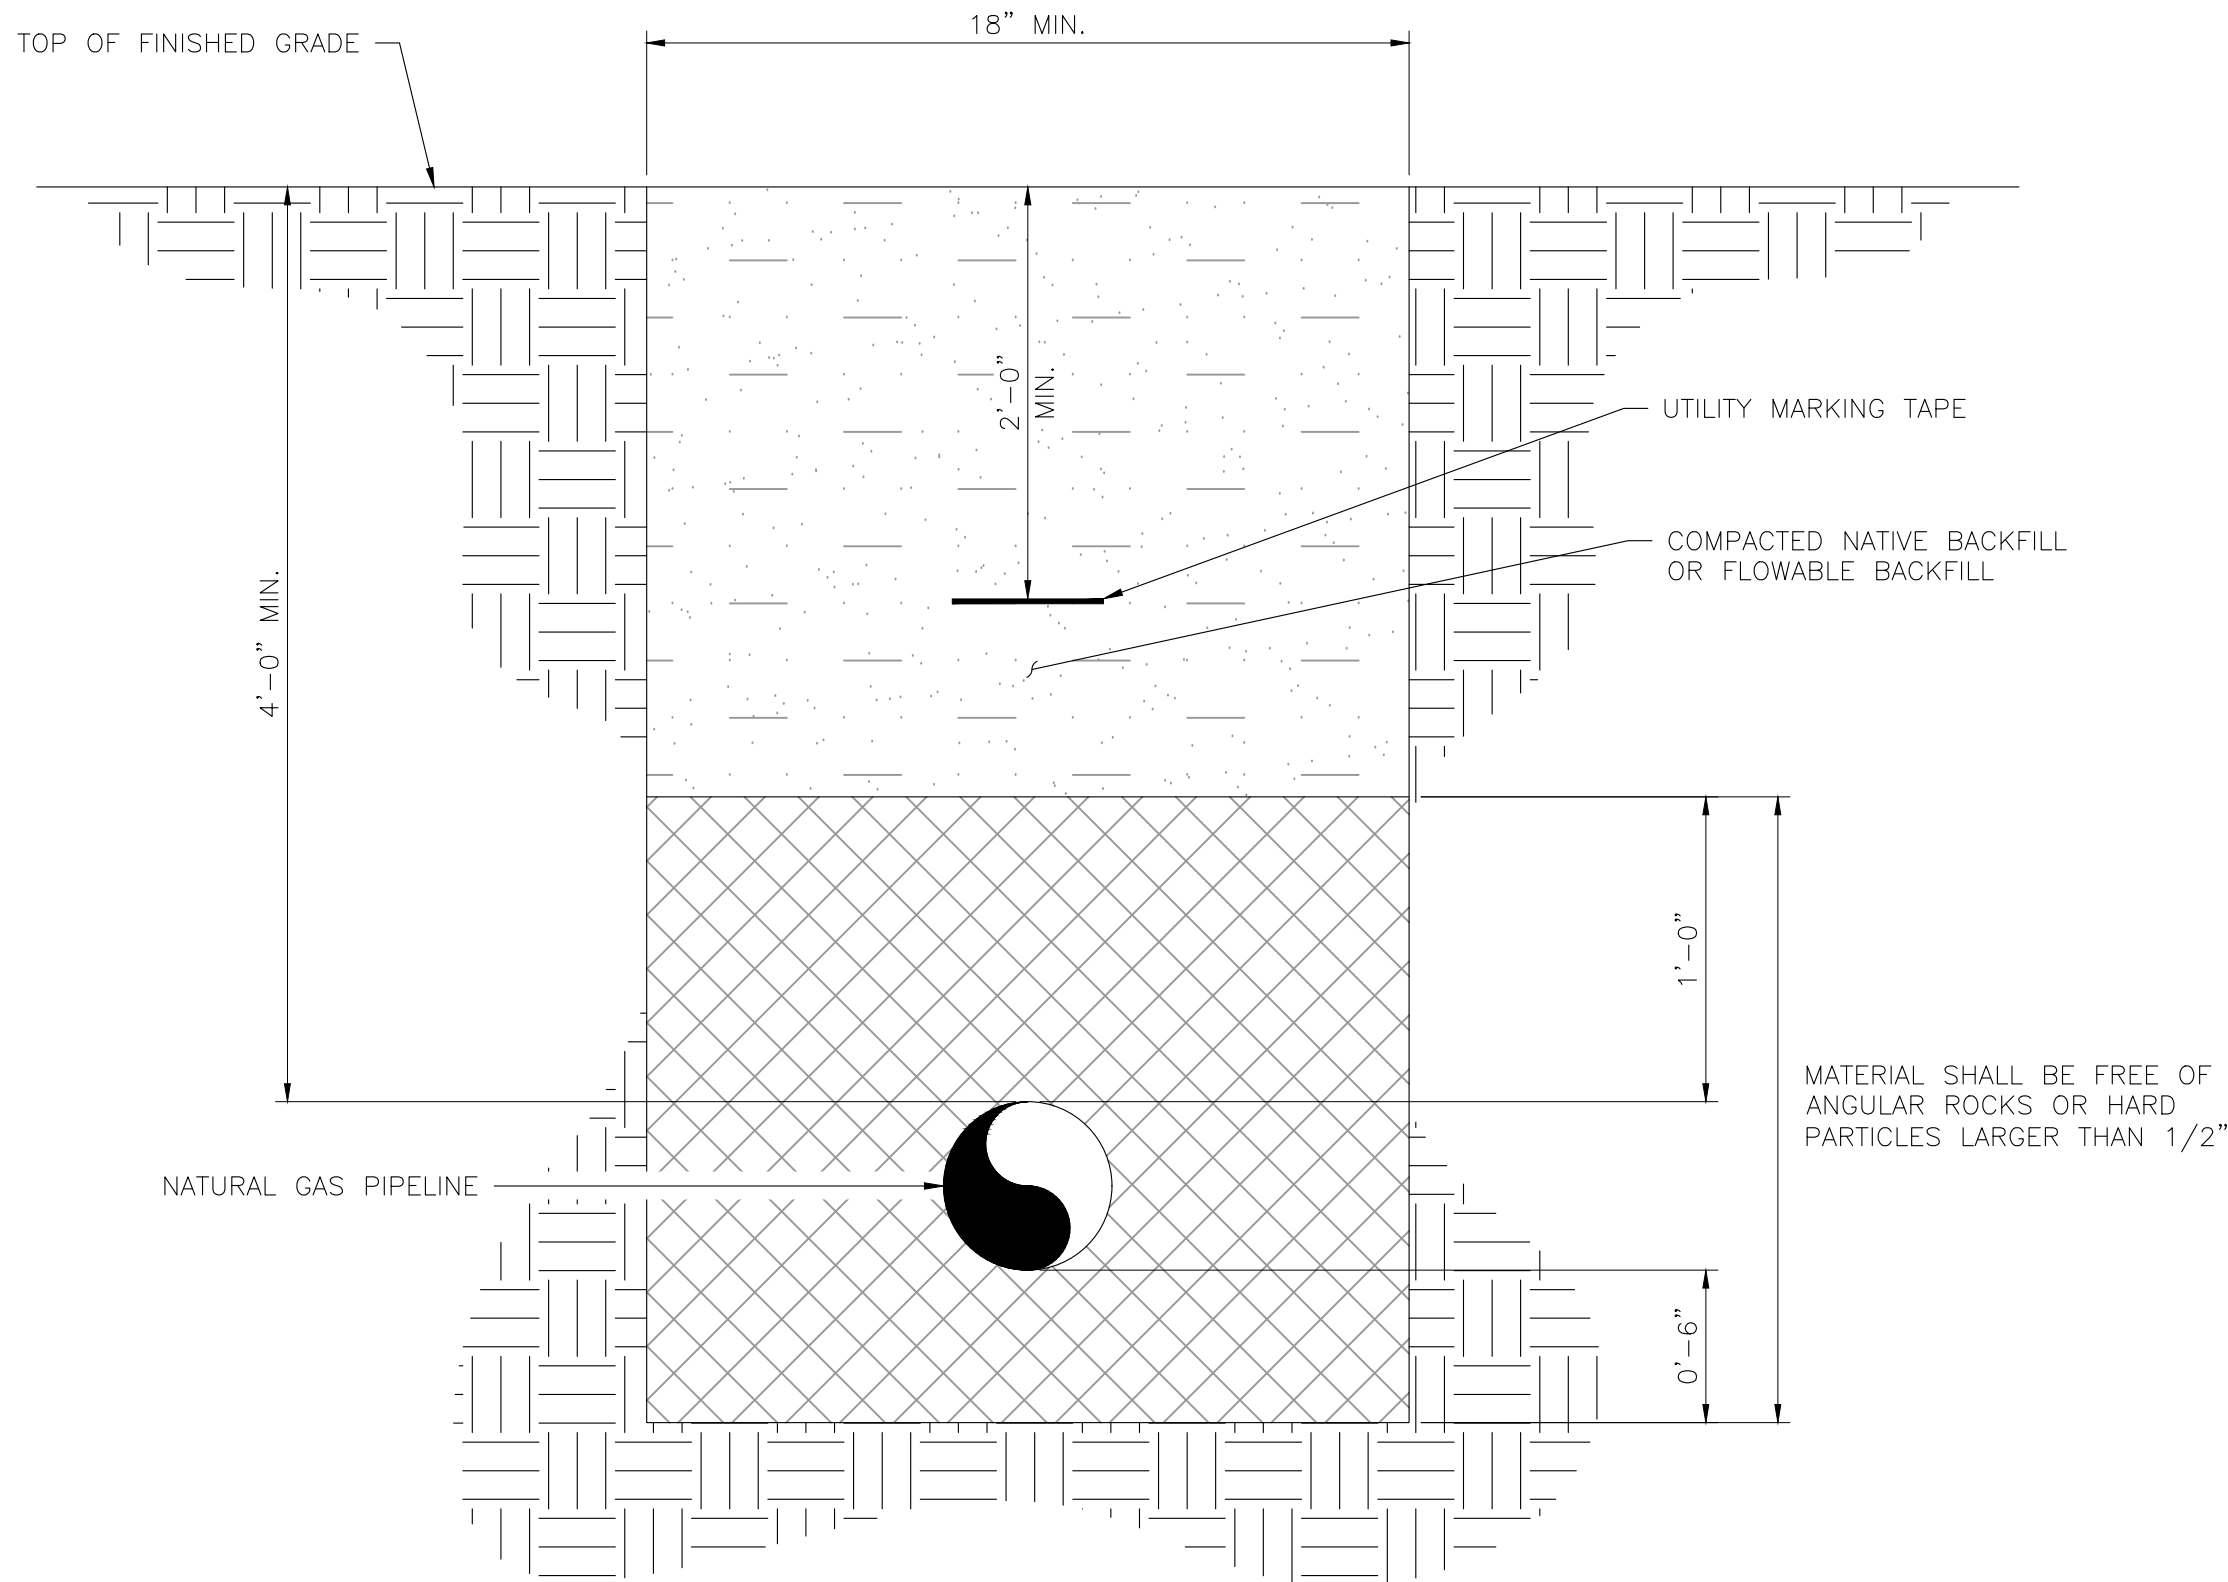 18” MIN.
TOP OF FINISHED GRADE
2’-0”
MIN.
UTILITY MARKING TAPE
COMPACTED NATIVE BACKFILL
OR FLOWABLE BACKFILL
4’-0” MIN.
1’-0”
MATERIAL SHALL BE FREE OF
ANGULAR ROCKS OR HARD
PARTICLES LARGER THAN 1/2”
NATURAL GAS PIPELINE
0’-6”